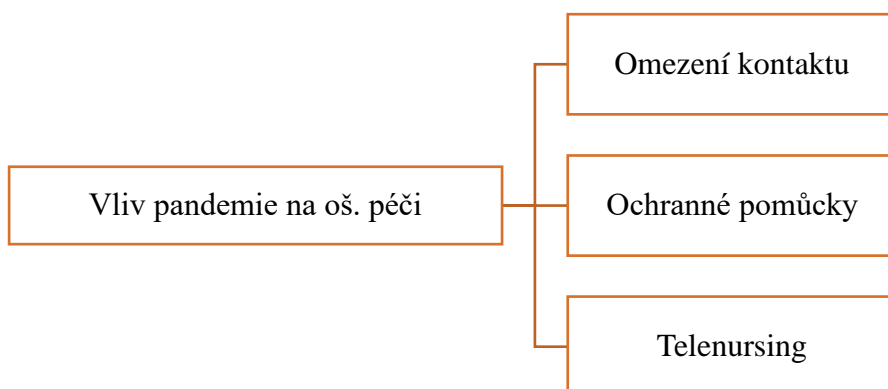 Omezení kontaktu
Vliv pandemie na oš. péči
Ochranné pomůcky
Telenursing